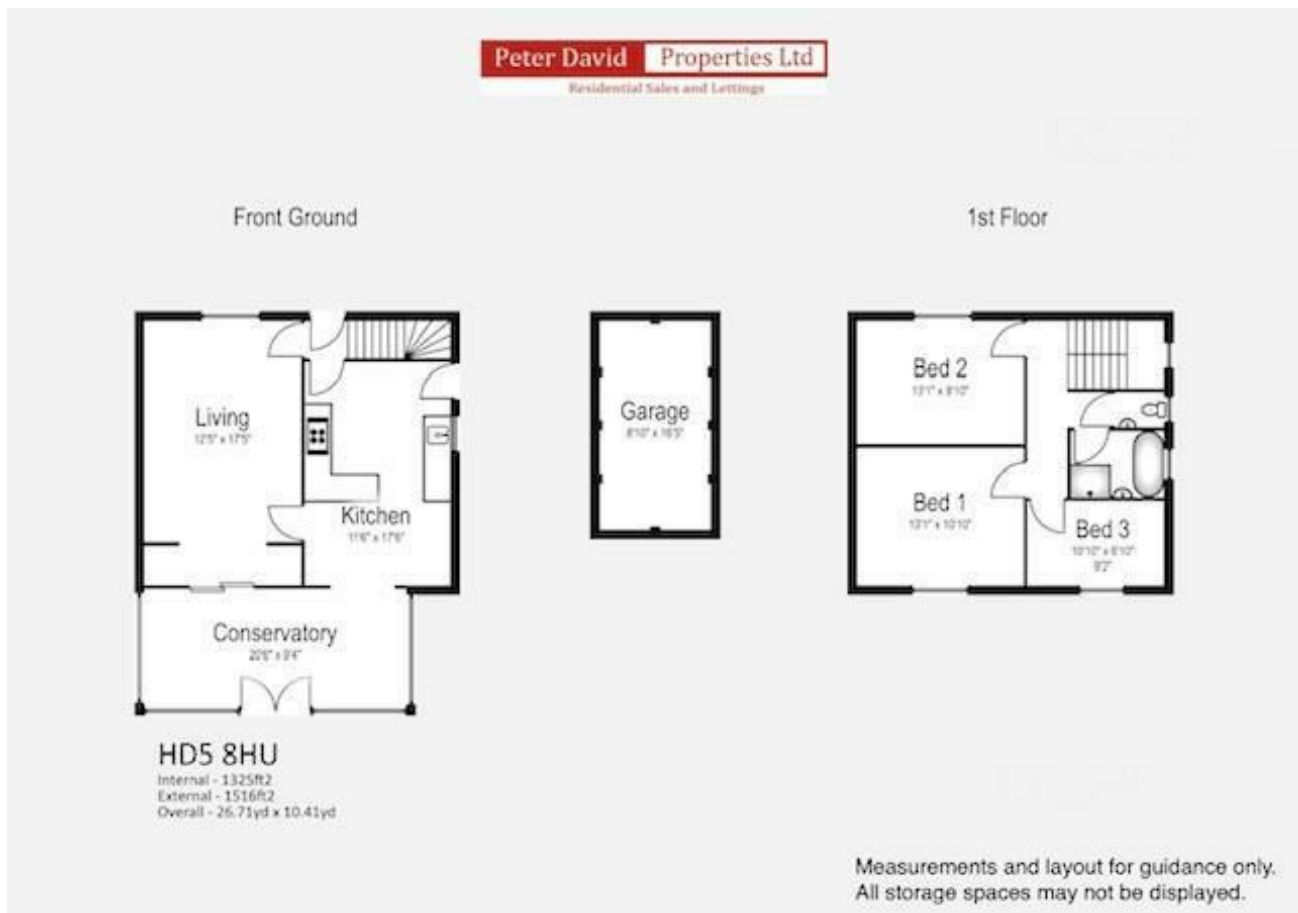 Peter David Properties Ltd
Residential Sales and Lettings
Front Ground
1st Floor
Living
12'5" x 17'5"
Kitchen
11'6" x 17'6"
Conservatory
20'6" x 9'4"
Garage
8'10" x 16'5"
Bed 2
13'1" x 9'10"
Bed 1
13'1" x 10'10"
Bed 3
10'10" x 6'10"
9'2"
HD5 8HU
Internal - 1325ft2
External - 1516ft2
Overall - 26.71yd x 10.41yd
Measurements and layout for guidance only.
All storage spaces may not be displayed.